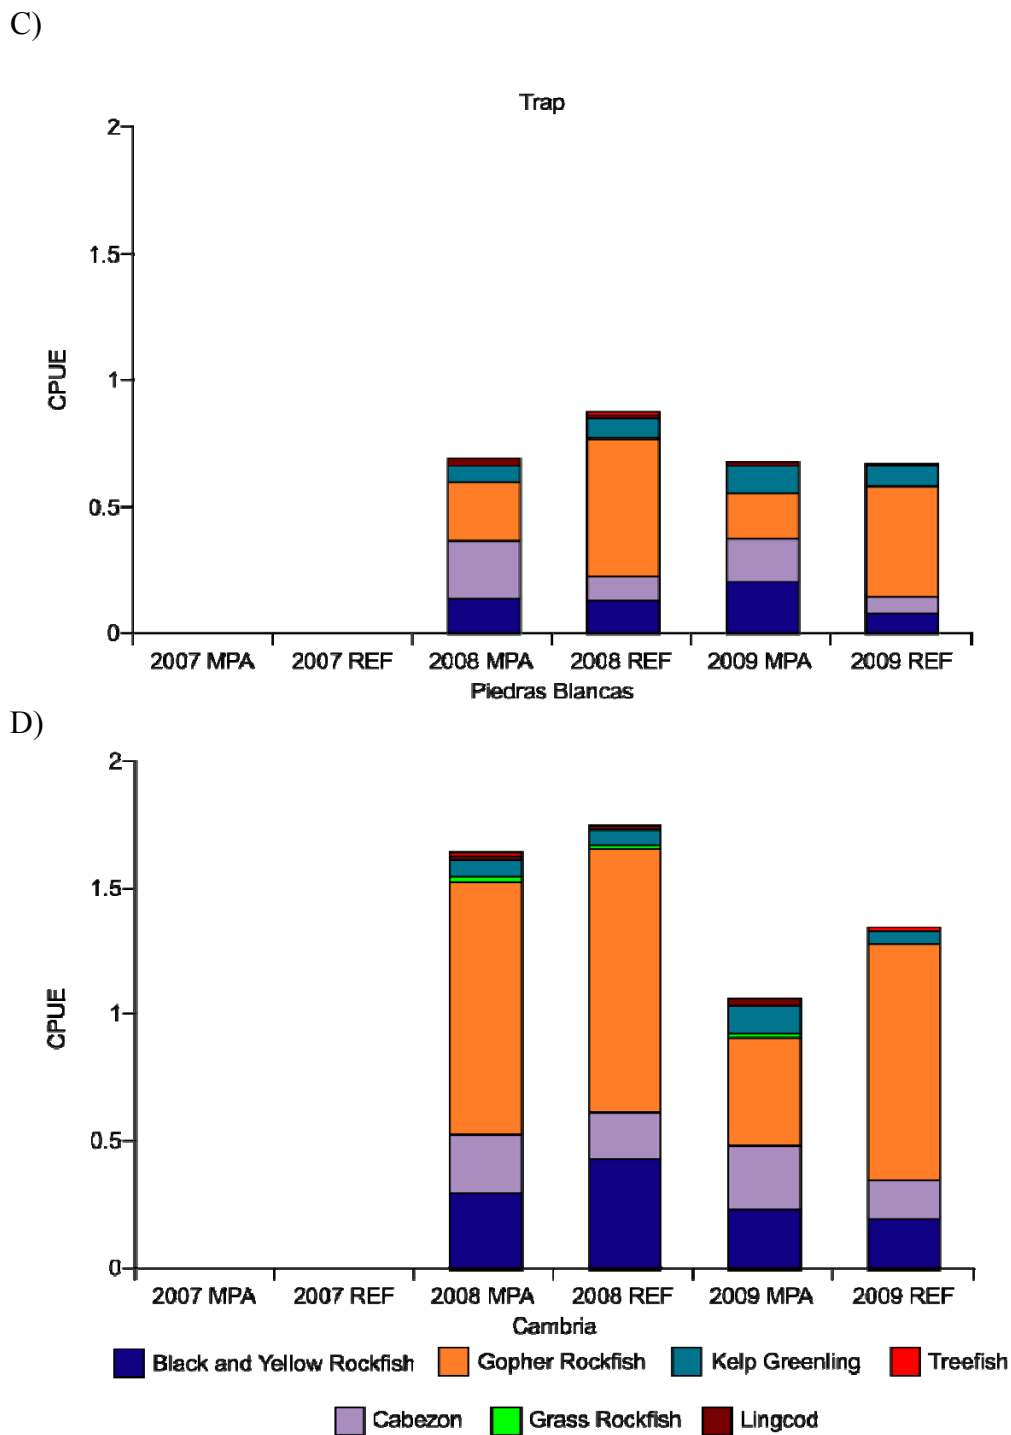 C)
Trap
2
1.5
1
0.5
0
CPUE
2007 MPA 2007 REF 2008 MPA 2008 REF 2009 MPA 2009 REF
Piedras Blancas
D)
2
1.5
1
0.5
0
CPUE
2007 MPA 2007 REF 2008 MPA 2008 REF 2009 MPA 2009 REF
Cambria
Black and Yellow Rockfish Gopher Rockfish Kelp Greenling Treefish
Cabezon Grass Rockfish Lingcod